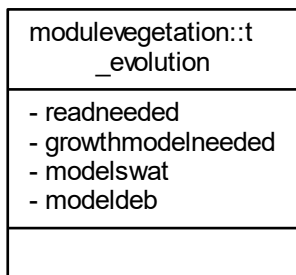 modulevegetation::t
_evolution
- readneeded
- growthmodelneeded
- modelswat
- modeldeb